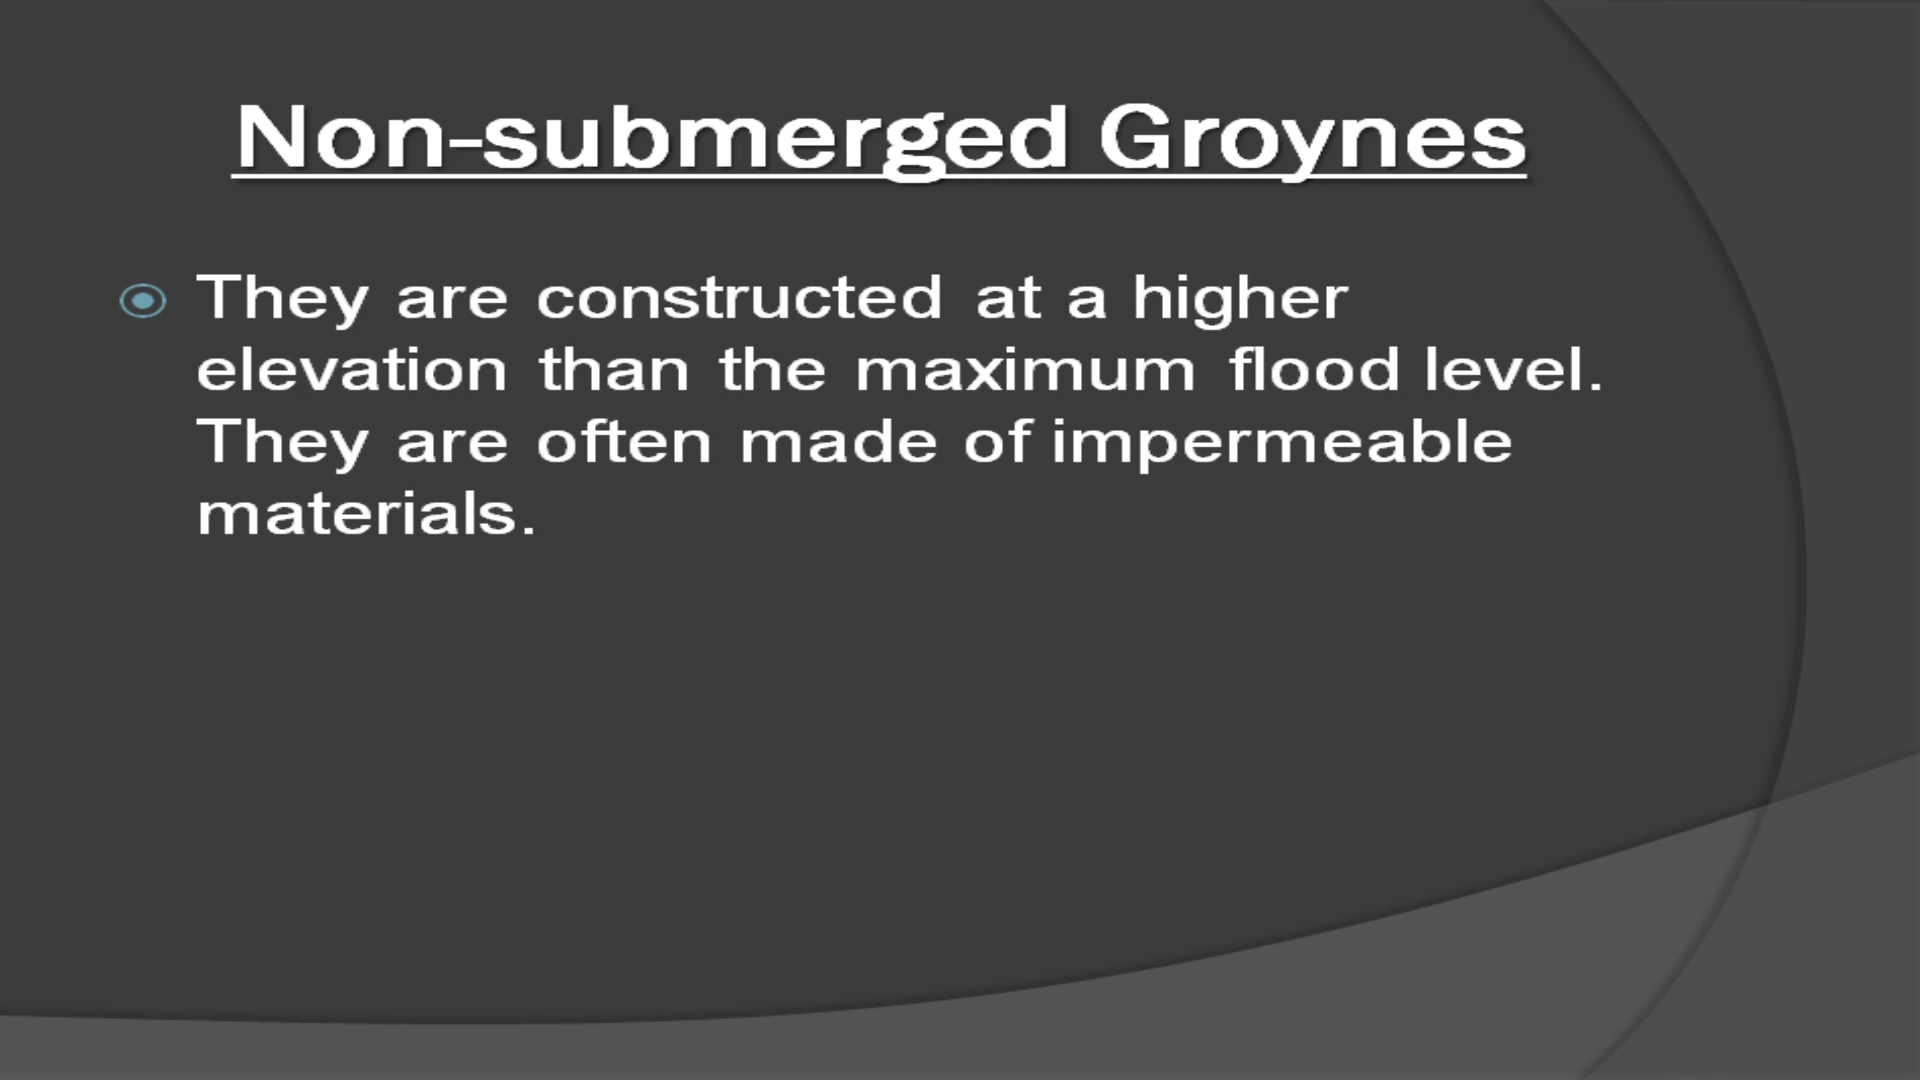 Non-submerged Groynes
They are constructed at a higher
elevation than the maximum flood level.
They are often made of impermeable
materials.